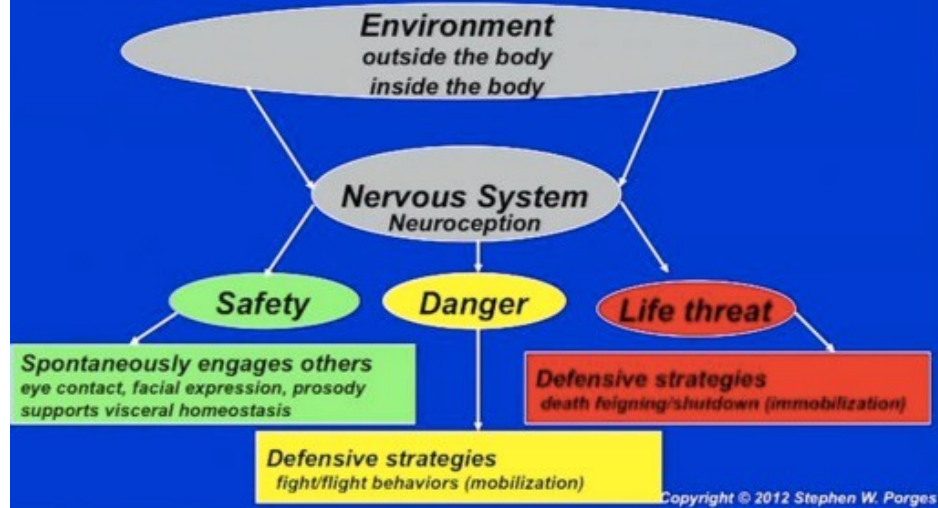 Environment
outside the body
inside the body
Nervous System
Neuroception
Safety
Danger
Life threat
Spontaneously engages others
eye contact, facial expression, prosody
supports visceral homeostasis
Defensive strategies
death feigning/shutdown (immobilization)
Defensive strategies
fight/flight behaviors (mobilization)
Copyright © 2012 Stephen W. Porges